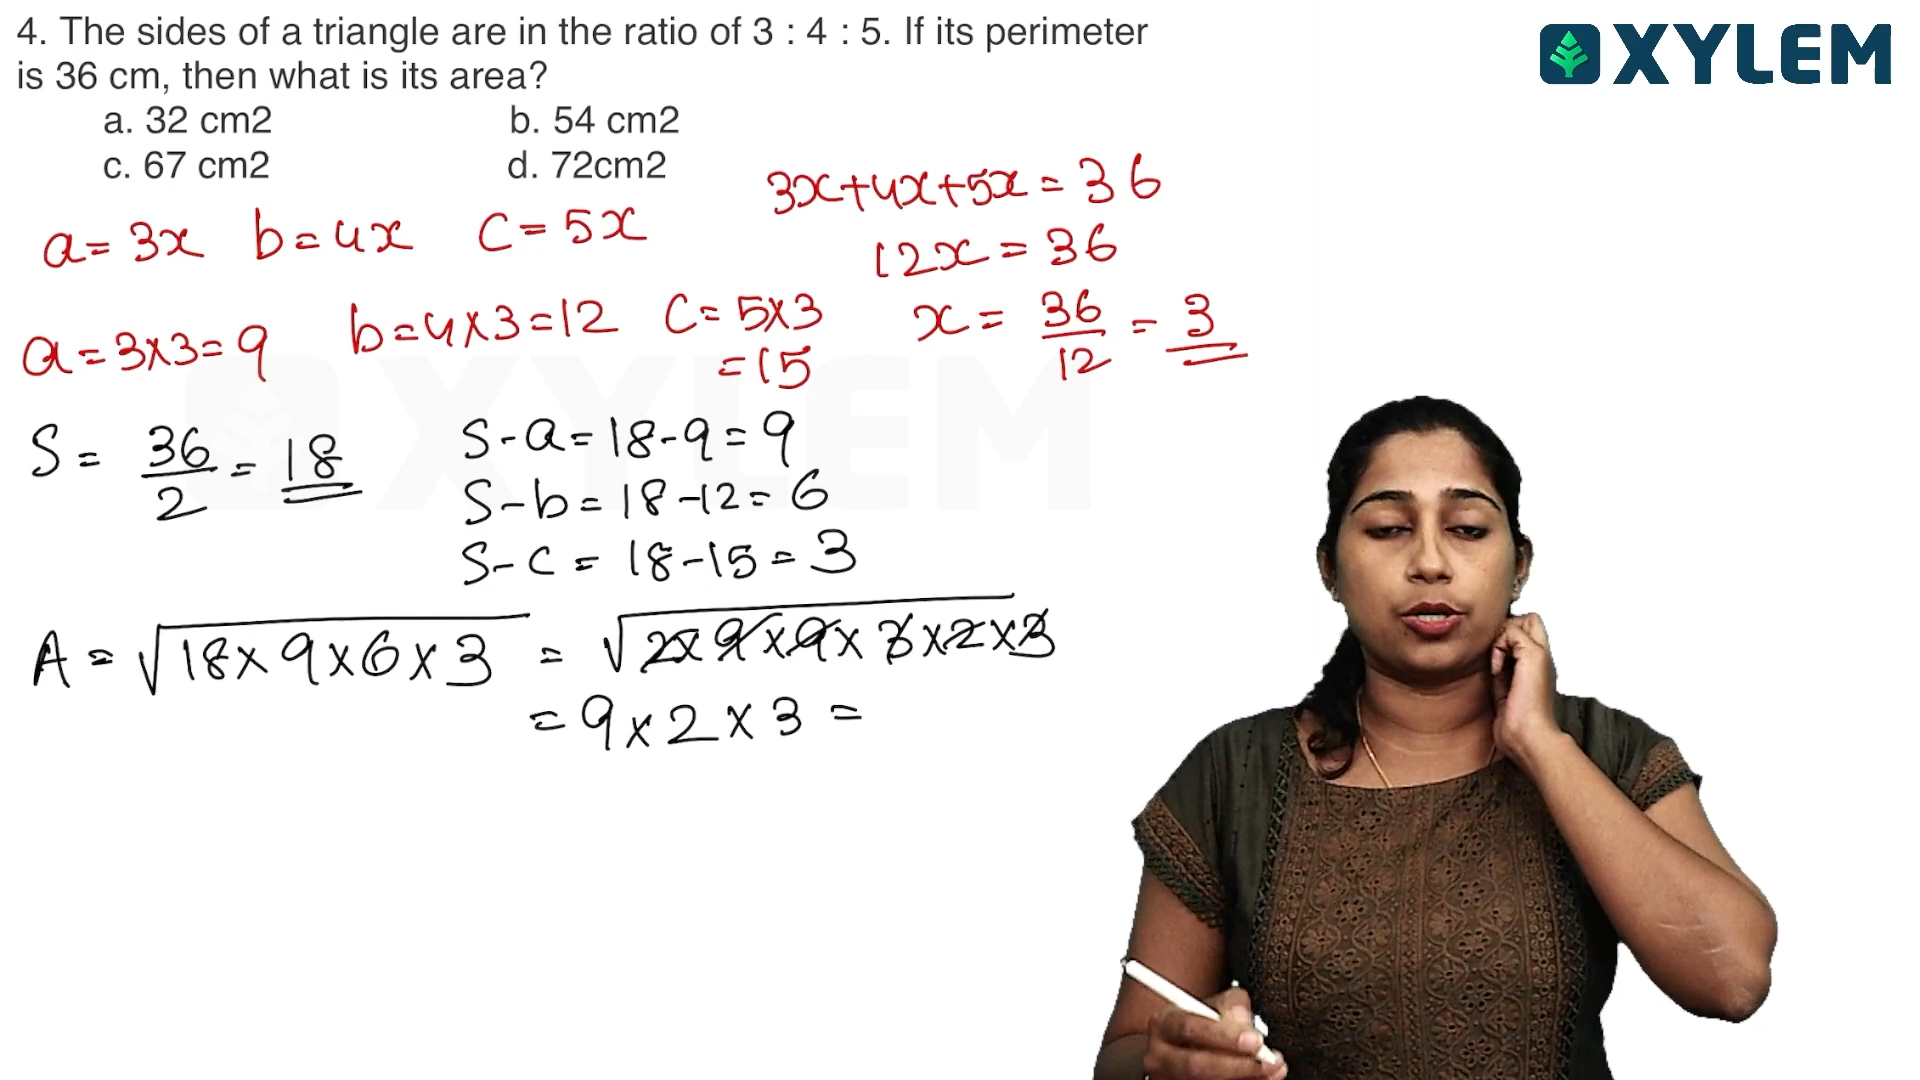 4. The sides of a triangle are in the ratio of 3 : 4 : 5. If its perimeter
is 36 cm, then what is its area?
a. 32 cm2 b. 54 cm2
c. 67 cm2 d. 72cm2
XYLEM
3x+4x+5x=36
a=3x b=4x c=5x
12x=36
a=3x3=9 b=4x3=12 c=5x3
=15
x= 36/12 = 3
S= 36/2 = 18
S-a=18-9=9
S-b=18-12=6
S-c=18-15=3
A=√18x9x6x3 = √2x9x9x3x2x3
=9x2x3=
XYLEM